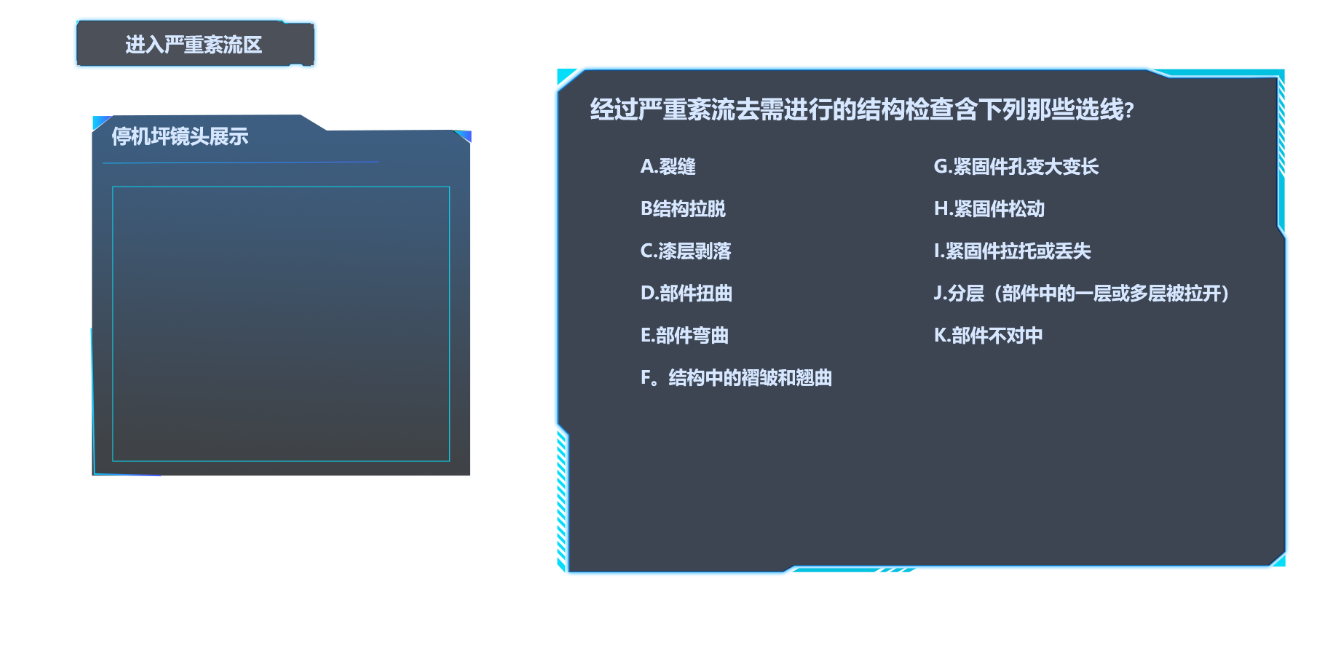 进入严重紊流区
停机坪镜头展示
经过严重紊流去需进行的结构检查含下列那些选线?
A.裂缝
B结构拉脱
C.漆层剥落
D.部件扭曲
E.部件弯曲
F。结构中的褶皱和翘曲
G.紧固件孔变大变长
H.紧固件松动
I.紧固件拉托或丢失
J.分层（部件中的一层或多层被拉开）
K.部件不对中